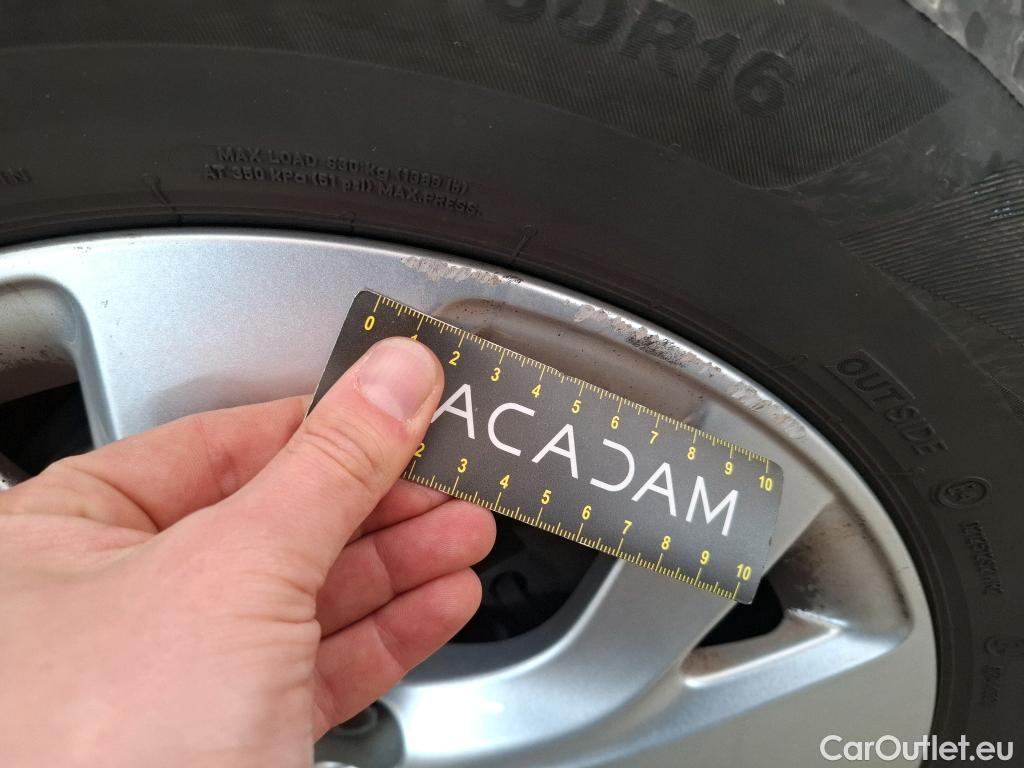 0R16
MAX LOAD 630 kg (1389 lb)
AT 350 kPa (51 psi) MAX.PRESS.
0 1 2 3 4 5 6 7 8 9 10
ACADAM
2 3 4 5 6 7 8 9 10
OUTSIDE
CarOutlet.eu